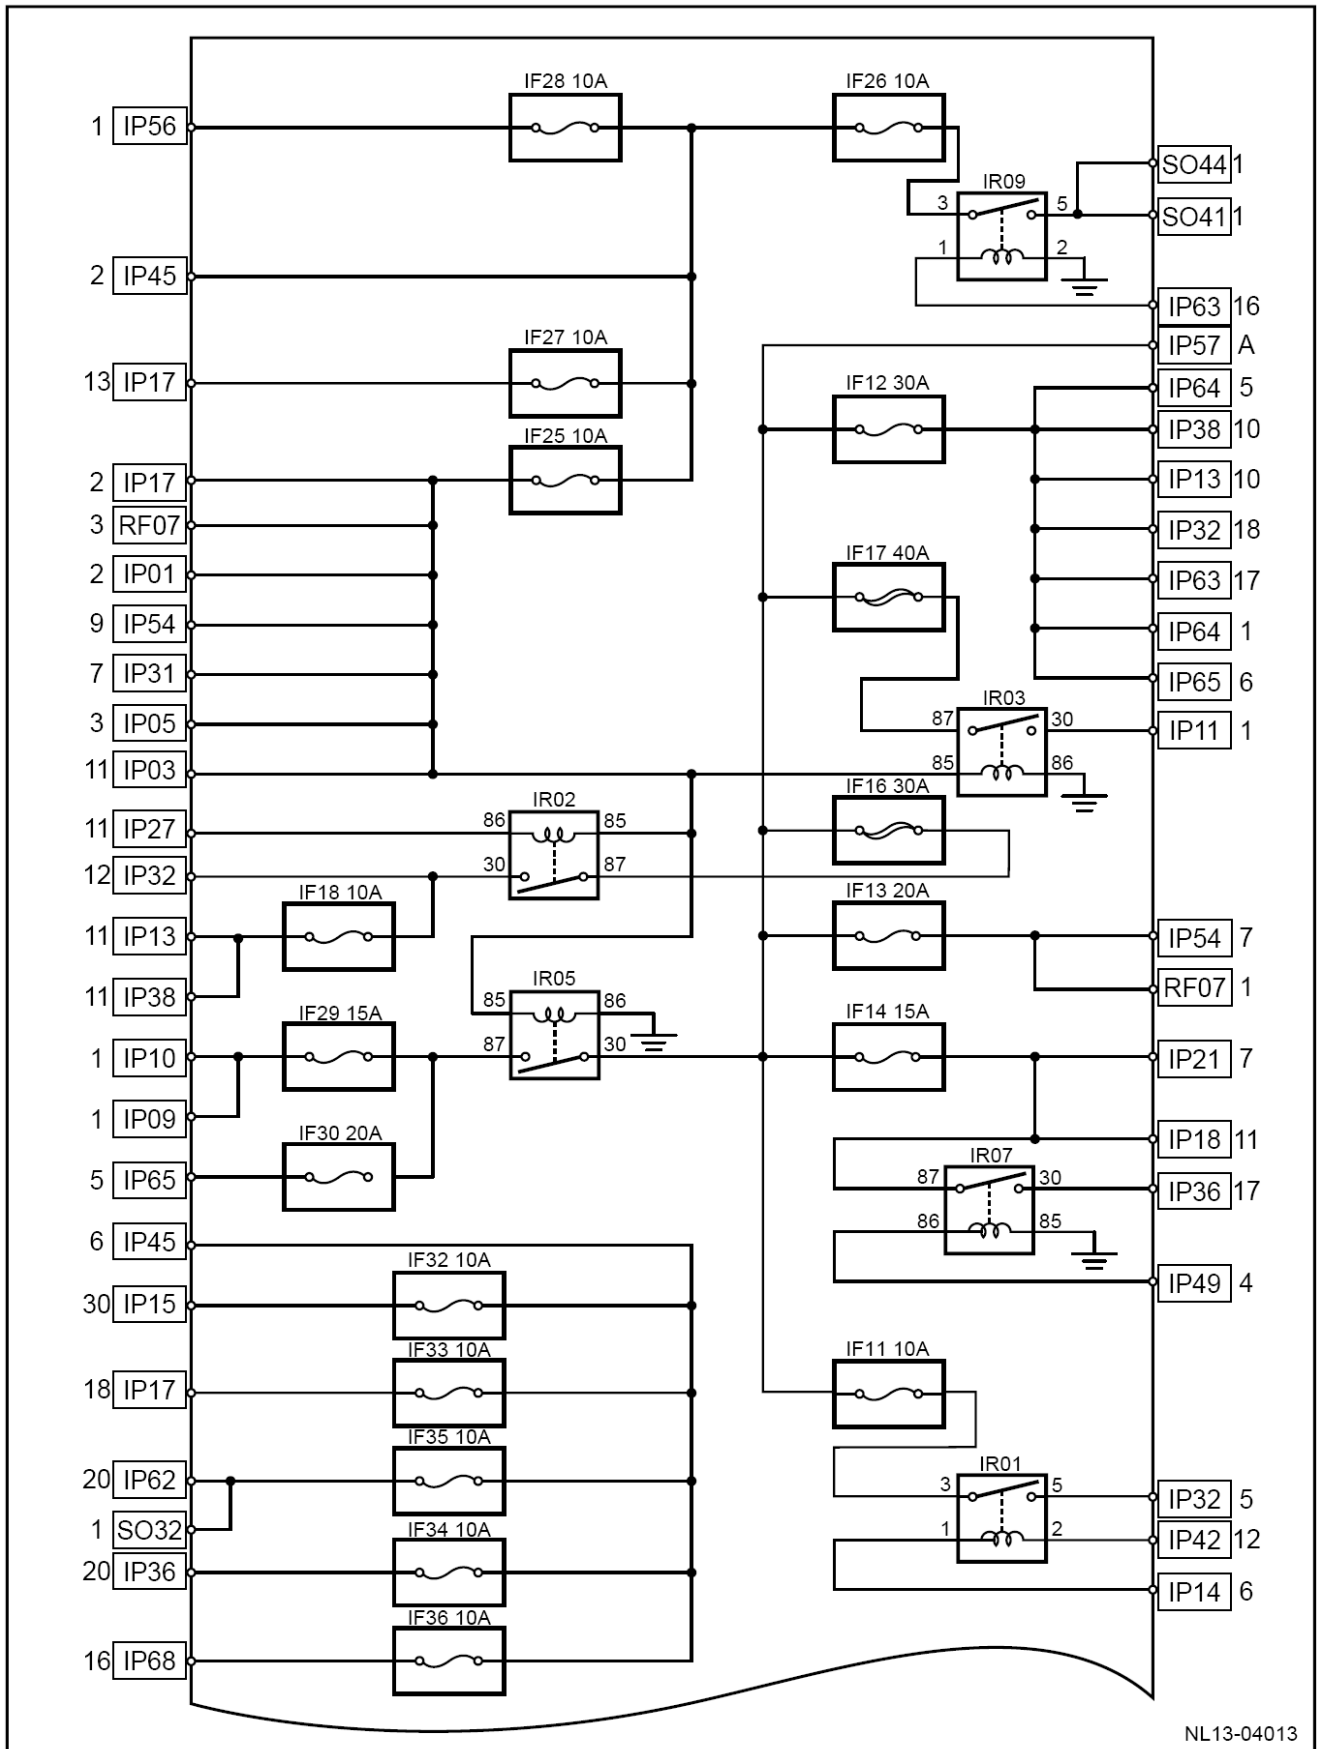 IF28 10A
IF26 10A
1 IP56
SO44 1
IR09
3 5
SO41 1
1 2
2 IP45
IP63 16
IF27 10A
IP57 A
13 IP17
IF12 30A
IP64 5
IF25 10A
IP38 10
2 IP17
IP13 10
3 RF07
IP32 18
IF17 40A
2 IP01
IP63 17
9 IP54
IP64 1
7 IP31
IP65 6
IR03
3 IP05
87 30
IP11 1
11 IP03
85 86
IF16 30A
IR02
11 IP27
86 85
12 IP32
30 87
IF18 10A
IF13 20A
11 IP13
IP54 7
IR05
11 IP38
RF07 1
85 86
IF29 15A
IF14 15A
1 IP10
87 30
IP21 7
1 IP09
IF30 20A
IP18 11
IR07
5 IP65
87 30
IP36 17
86 85
6 IP45
IF32 10A
IP49 4
30 IP15
IF33 10A
IF11 10A
18 IP17
IF35 10A
IR01
20 IP62
3 5
IP32 5
1 SO32
IF34 10A
1 2
IP42 12
20 IP36
IP14 6
IF36 10A
16 IP68
NL13-04013